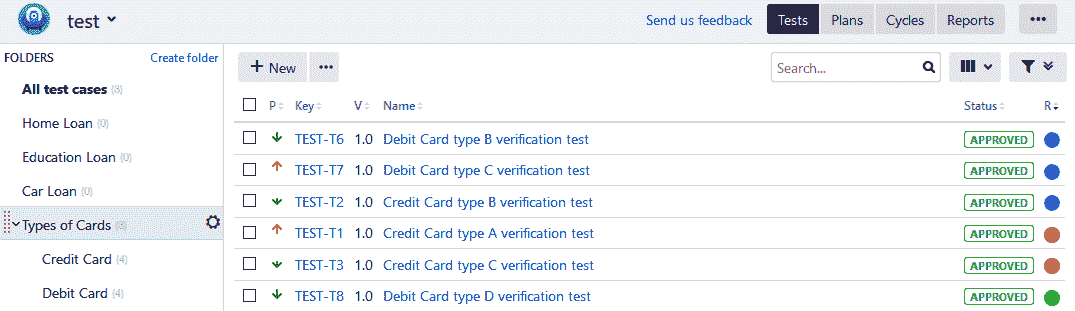 test
Send us feedback
Tests
Plans
Cycles
Reports
FOLDERS
Create folder
+ New
Search...
All test cases
P Key V Name Status R
Home Loan (0)
TEST-T6 1.0 Debit Card type B verification test APPROVED
Education Loan (0)
TEST-T7 1.0 Debit Card type C verification test APPROVED
Car Loan (0)
TEST-T2 1.0 Credit Card type B verification test APPROVED
Types of Cards
TEST-T1 1.0 Credit Card type A verification test APPROVED
Credit Card (4)
TEST-T3 1.0 Credit Card type C verification test APPROVED
Debit Card (4)
TEST-T8 1.0 Debit Card type D verification test APPROVED